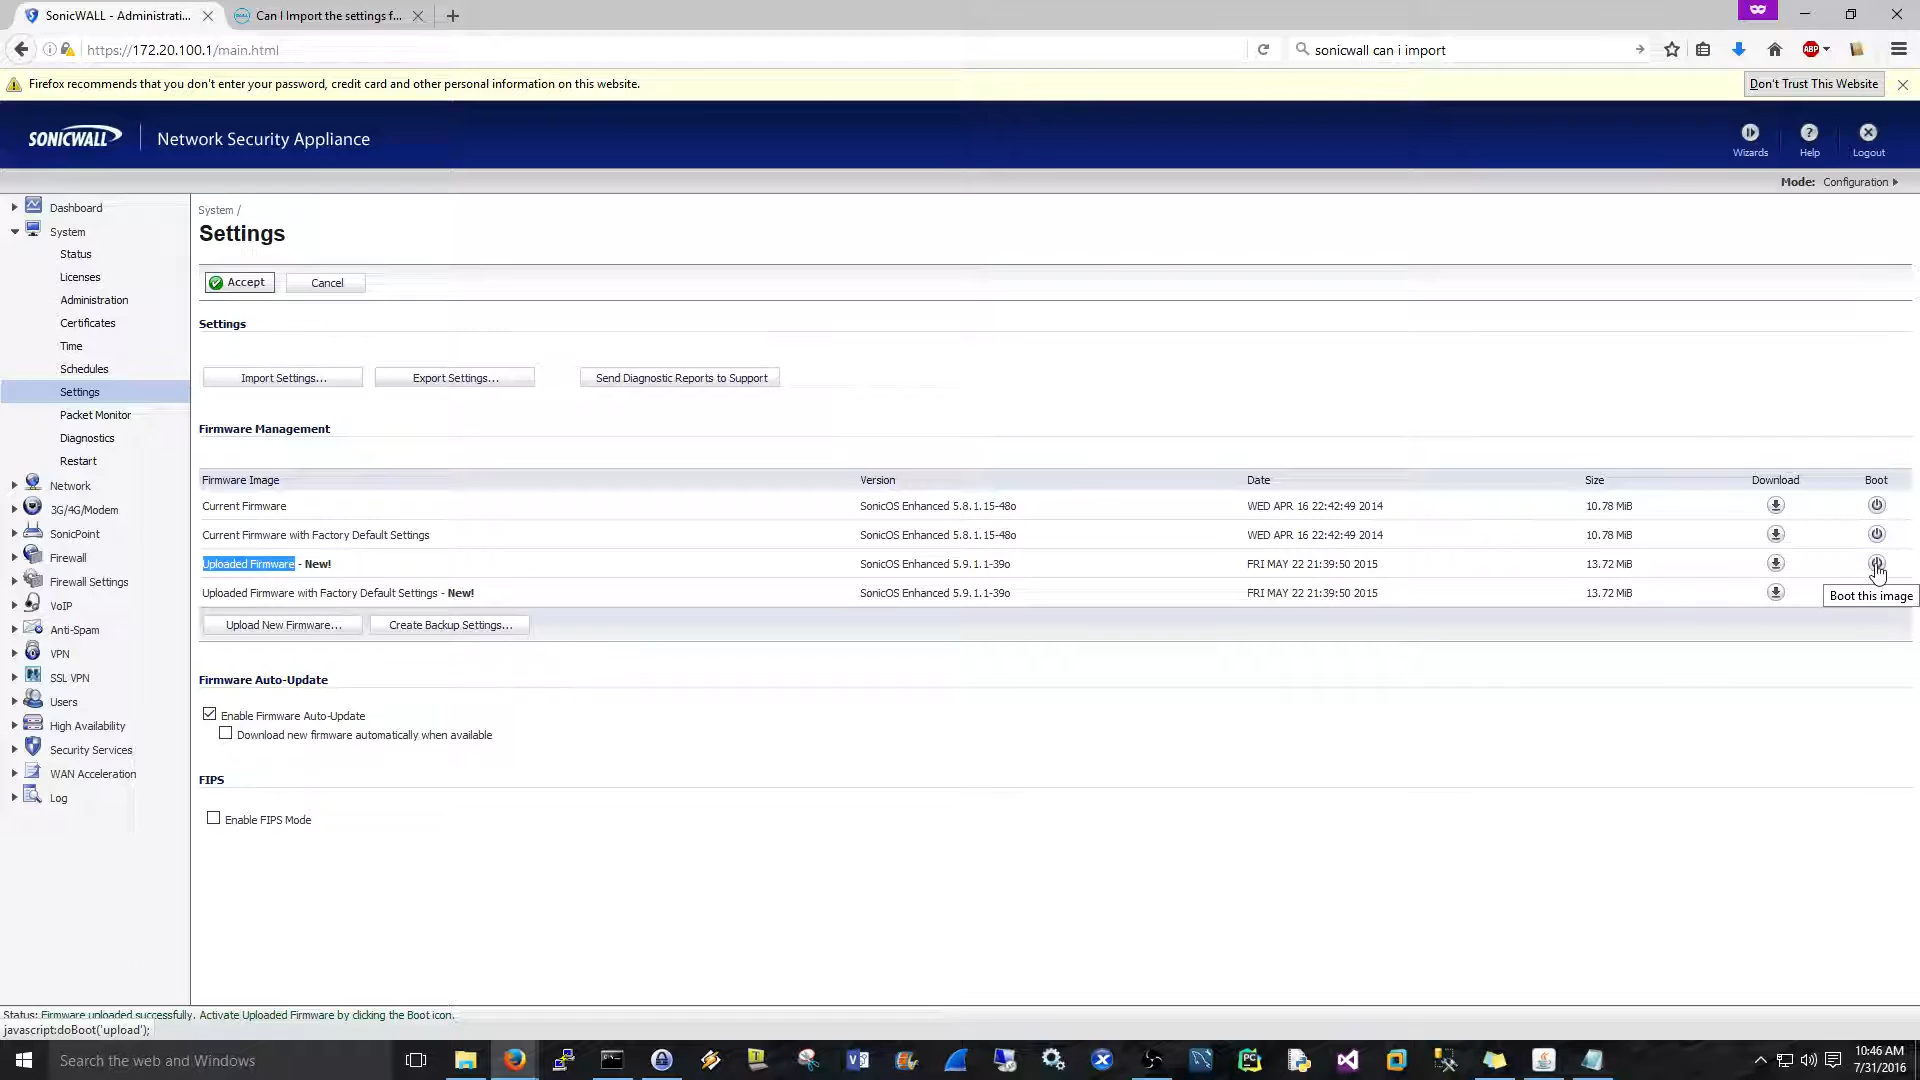 SonicWALL - Administrati...
Can I Import the settings f...
https://172.20.100.1/main.html
sonicwall can i import
ABP
Firefox recommends that you don't enter your password, credit card and other personal information on this website.
Don't Trust This Website
SONICWALL
Network Security Appliance
Wizards
Help
Logout
Mode: Configuration
Dashboard
System
Status
Licenses
Administration
Certificates
Time
Schedules
Settings
Packet Monitor
Diagnostics
Restart
Network
3G/4G/Modem
SonicPoint
Firewall
Firewall Settings
VoIP
Anti-Spam
VPN
SSL VPN
Users
High Availability
Security Services
WAN Acceleration
Log
System /
Settings
Accept
Cancel
Settings
Import Settings...
Export Settings...
Send Diagnostic Reports to Support
Firmware Management
Firmware Image Version Date Size Download Boot
Current Firmware SonicOS Enhanced 5.8.1.15-48o WED APR 16 22:42:49 2014 10.78 MiB
Current Firmware with Factory Default Settings SonicOS Enhanced 5.8.1.15-48o WED APR 16 22:42:49 2014 10.78 MiB
Uploaded Firmware - New! SonicOS Enhanced 5.9.1.1-39o FRI MAY 22 21:39:50 2015 13.72 MiB
Uploaded Firmware with Factory Default Settings - New! SonicOS Enhanced 5.9.1.1-39o FRI MAY 22 21:39:50 2015 13.72 MiB
Boot this image
Upload New Firmware...
Create Backup Settings...
Firmware Auto-Update
Enable Firmware Auto-Update
Download new firmware automatically when available
FIPS
Enable FIPS Mode
Status: Firmware uploaded successfully. Activate Uploaded Firmware by clicking the Boot icon.
javascript:doBoot('upload');
Search the web and Windows
10:46 AM
7/31/2016